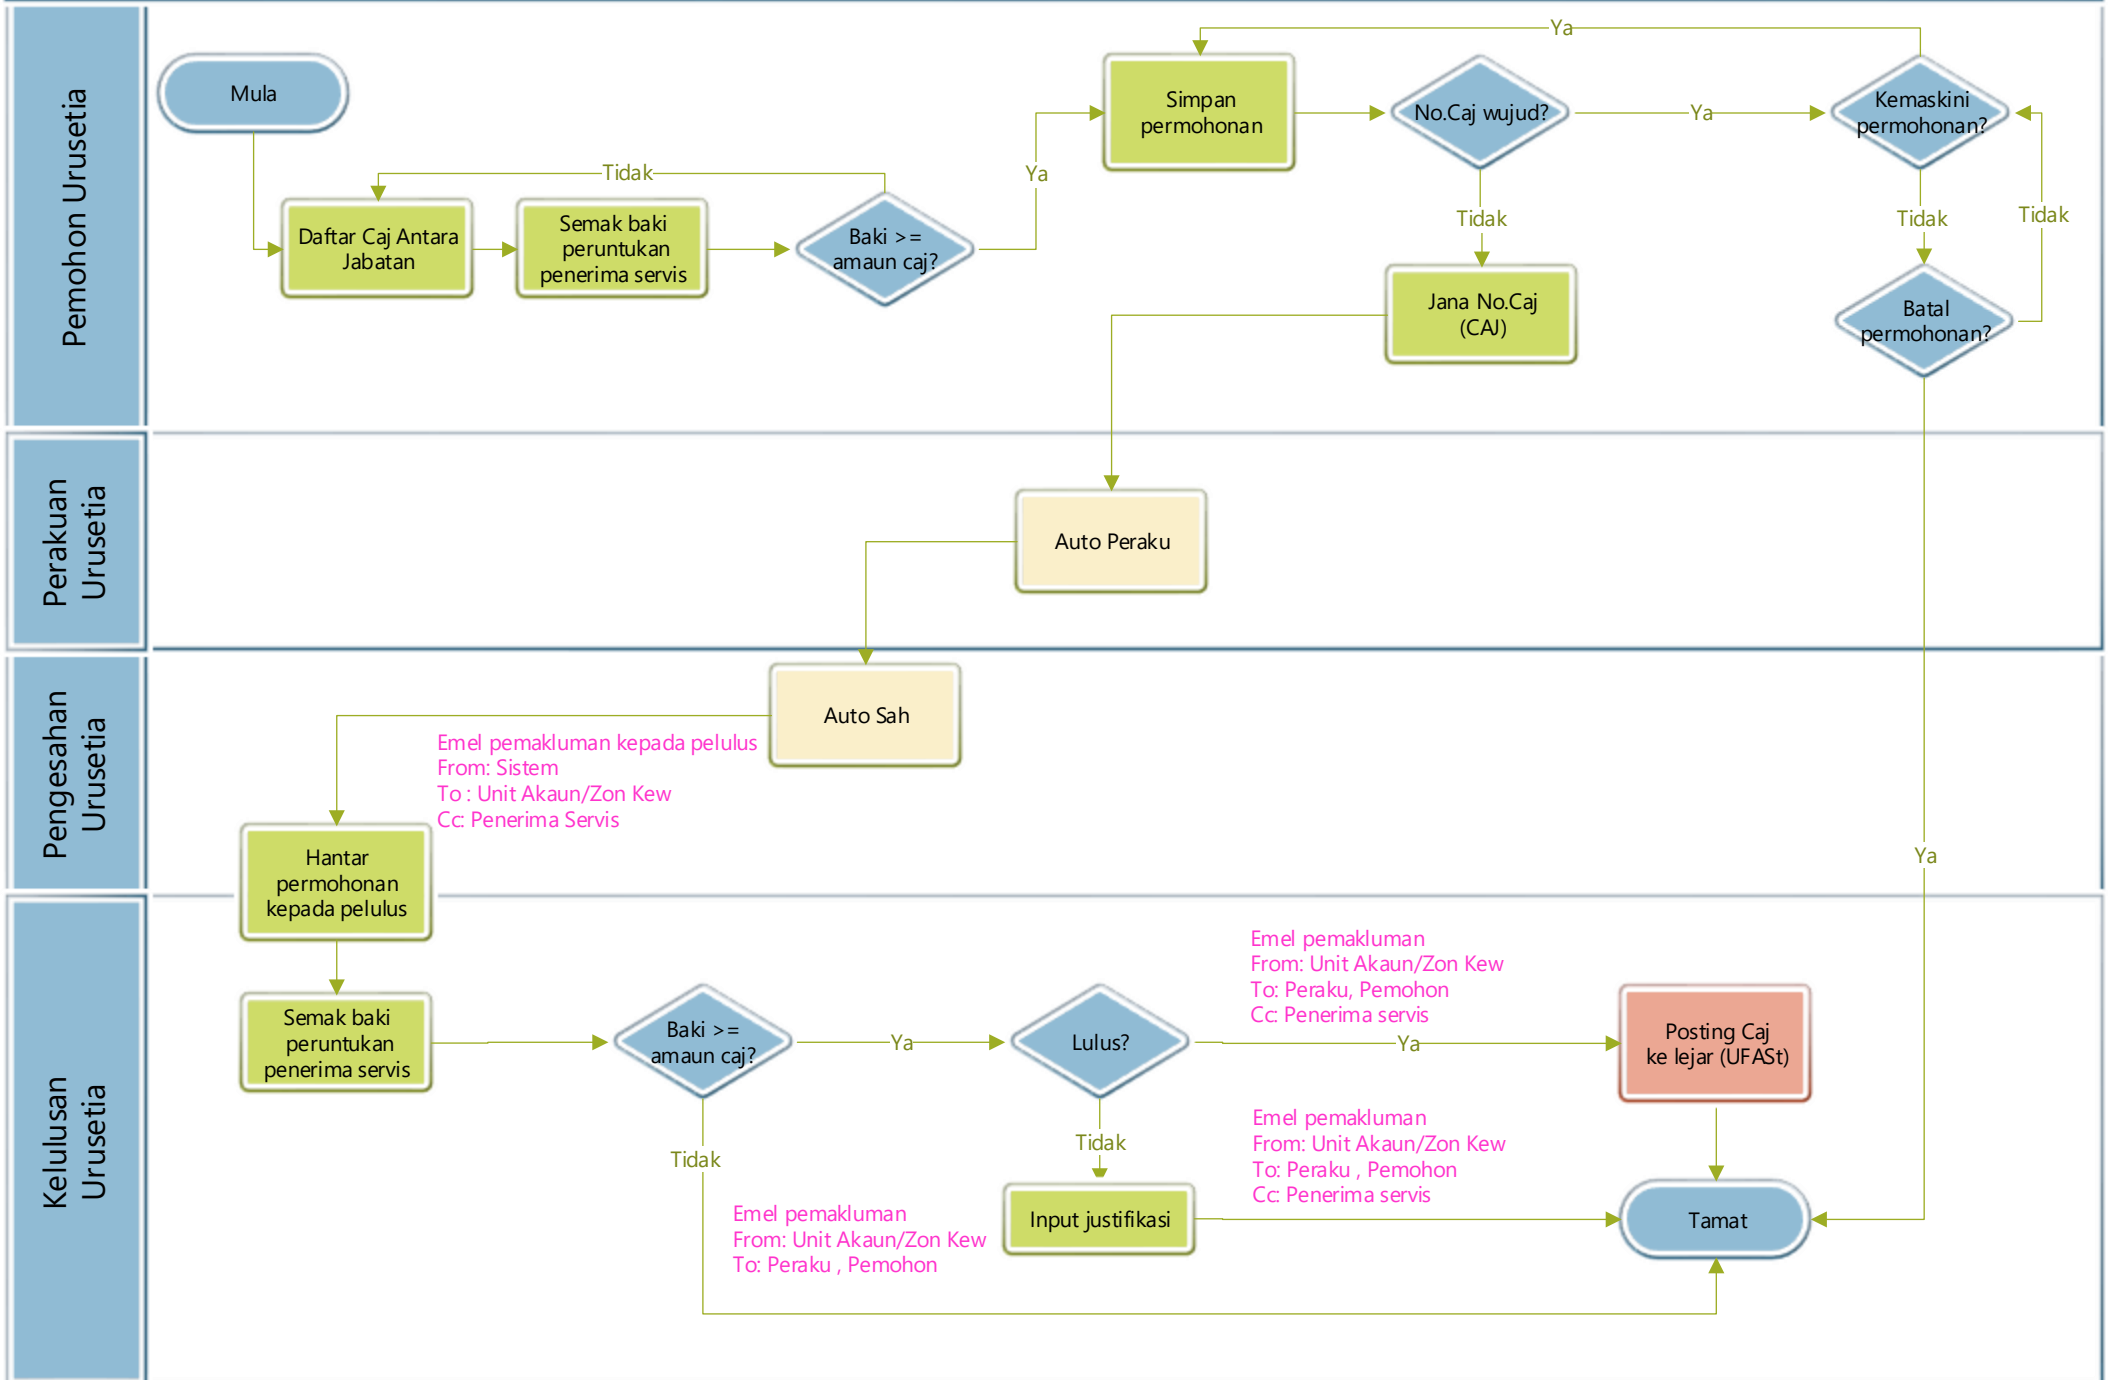 Pemohon Urusetia
Mula
Ya
Simpan
permohonan
No.Caj wujud?
Ya
Kemaskini
permohonan?
Tidak
Ya
Daftar Caj Antara
Jabatan
Semak baki
peruntukan
penerima servis
Baki >=
amaun caj?
Tidak
Tidak
Tidak
Jana No.Caj
(CAJ)
Batal
permohonan?
Perakuan
Urusetia
Auto Peraku
Pengesahan
Urusetia
Auto Sah
Emel pemakluman kepada pelulus
From: Sistem
To : Unit Akaun/Zon Kew
Cc: Penerima Servis
Hantar
permohonan
kepada pelulus
Ya
Kelulusan
Urusetia
Semak baki
peruntukan
penerima servis
Baki >=
amaun caj?
Ya
Lulus?
Emel pemakluman
From: Unit Akaun/Zon Kew
To: Peraku, Pemohon
Cc: Penerima servis
Ya
Posting Caj
ke lejar (UFASt)
Tidak
Tidak
Emel pemakluman
From: Unit Akaun/Zon Kew
To: Peraku , Pemohon
Cc: Penerima servis
Emel pemakluman
From: Unit Akaun/Zon Kew
To: Peraku , Pemohon
Input justifikasi
Tamat